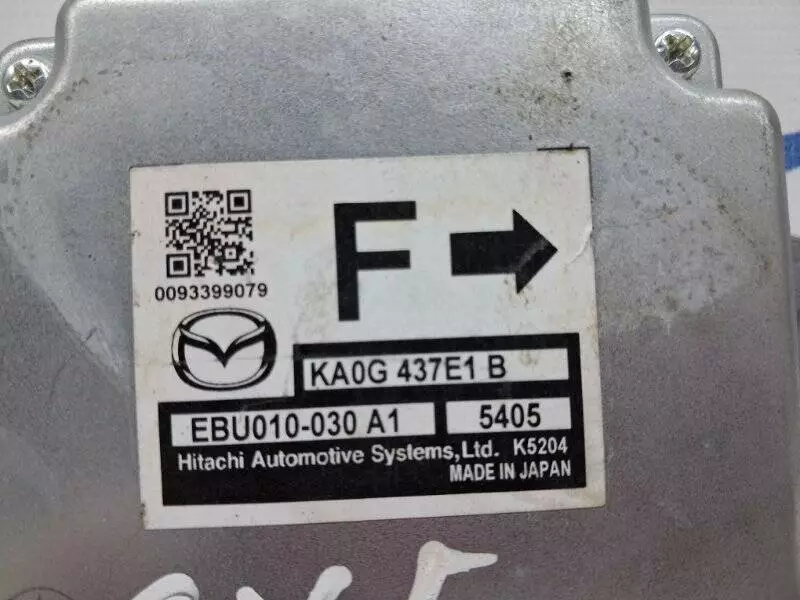 F
0093399079
KA0G 437E1 B
EBU010-030 A1 5405
Hitachi Automotive Systems,Ltd. K5204
MADE IN JAPAN